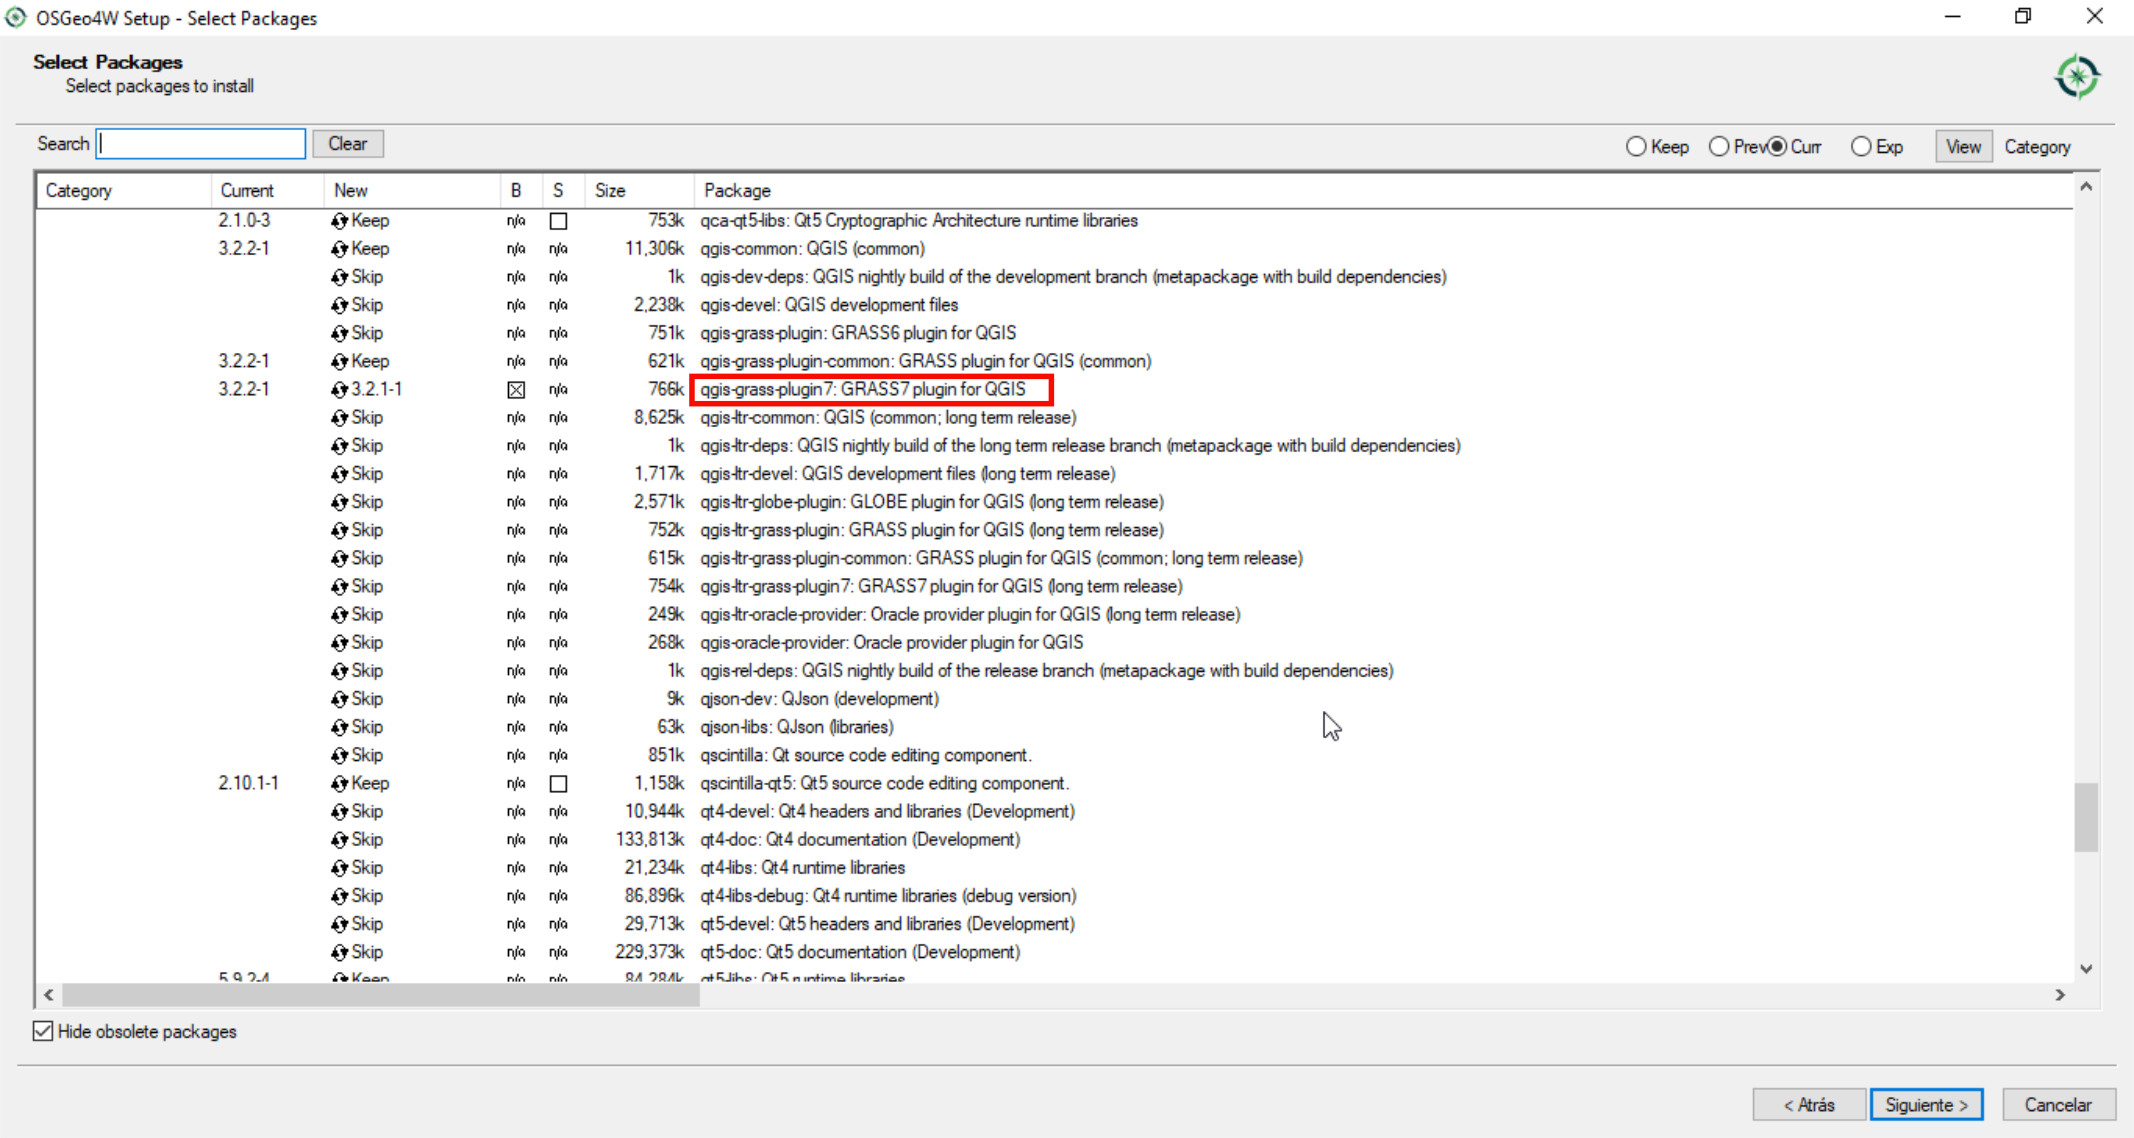 OSGeo4W Setup - Select Packages
Select Packages
Select packages to install
Search Clear Keep Prev Curr Exp View Category
Category Current New B S Size Package
2.1.0-3 Keep n/a 753k qca-qt5-libs: Qt5 Cryptographic Architecture runtime libraries
3.2.2-1 Keep n/a n/a 11,306k qgis-common: QGIS (common)
Skip n/a n/a 1k qgis-dev-deps: QGIS nightly build of the development branch (metapackage with build dependencies)
Skip n/a n/a 2,238k qgis-devel: QGIS development files
Skip n/a n/a 751k qgis-grass-plugin: GRASS6 plugin for QGIS
3.2.2-1 Keep n/a n/a 621k qgis-grass-plugin-common: GRASS plugin for QGIS (common)
3.2.2-1 3.2.1-1 n/a 766k qgis-grass-plugin7: GRASS7 plugin for QGIS
Skip n/a n/a 8,625k qgis-ltr-common: QGIS (common; long term release)
Skip n/a n/a 1k qgis-ltr-deps: QGIS nightly build of the long term release branch (metapackage with build dependencies)
Skip n/a n/a 1,717k qgis-ltr-devel: QGIS development files (long term release)
Skip n/a n/a 2,571k qgis-ltr-globe-plugin: GLOBE plugin for QGIS (long term release)
Skip n/a n/a 752k qgis-ltr-grass-plugin: GRASS plugin for QGIS (long term release)
Skip n/a n/a 615k qgis-ltr-grass-plugin-common: GRASS plugin for QGIS (common; long term release)
Skip n/a n/a 754k qgis-ltr-grass-plugin7: GRASS7 plugin for QGIS (long term release)
Skip n/a n/a 249k qgis-ltr-oracle-provider: Oracle provider plugin for QGIS (long term release)
Skip n/a n/a 268k qgis-oracle-provider: Oracle provider plugin for QGIS
Skip n/a n/a 1k qgis-rel-deps: QGIS nightly build of the release branch (metapackage with build dependencies)
Skip n/a n/a 9k qjson-dev: QJson (development)
Skip n/a n/a 63k qjson-libs: QJson (libraries)
Skip n/a n/a 851k qscintilla: Qt source code editing component.
2.10.1-1 Keep n/a 1,158k qscintilla-qt5: Qt5 source code editing component.
Skip n/a n/a 10,944k qt4-devel: Qt4 headers and libraries (Development)
Skip n/a n/a 133,813k qt4-doc: Qt4 documentation (Development)
Skip n/a n/a 21,234k qt4-libs: Qt4 runtime libraries
Skip n/a n/a 86,896k qt4-libs-debug: Qt4 runtime libraries (debug version)
Skip n/a n/a 29,713k qt5-devel: Qt5 headers and libraries (Development)
Skip n/a n/a 229,373k qt5-doc: Qt5 documentation (Development)
5.9.2-4 Keep n/a n/a 84,284k qt5-libs: Qt5 runtime libraries
Hide obsolete packages
< Atrás Siguiente > Cancelar